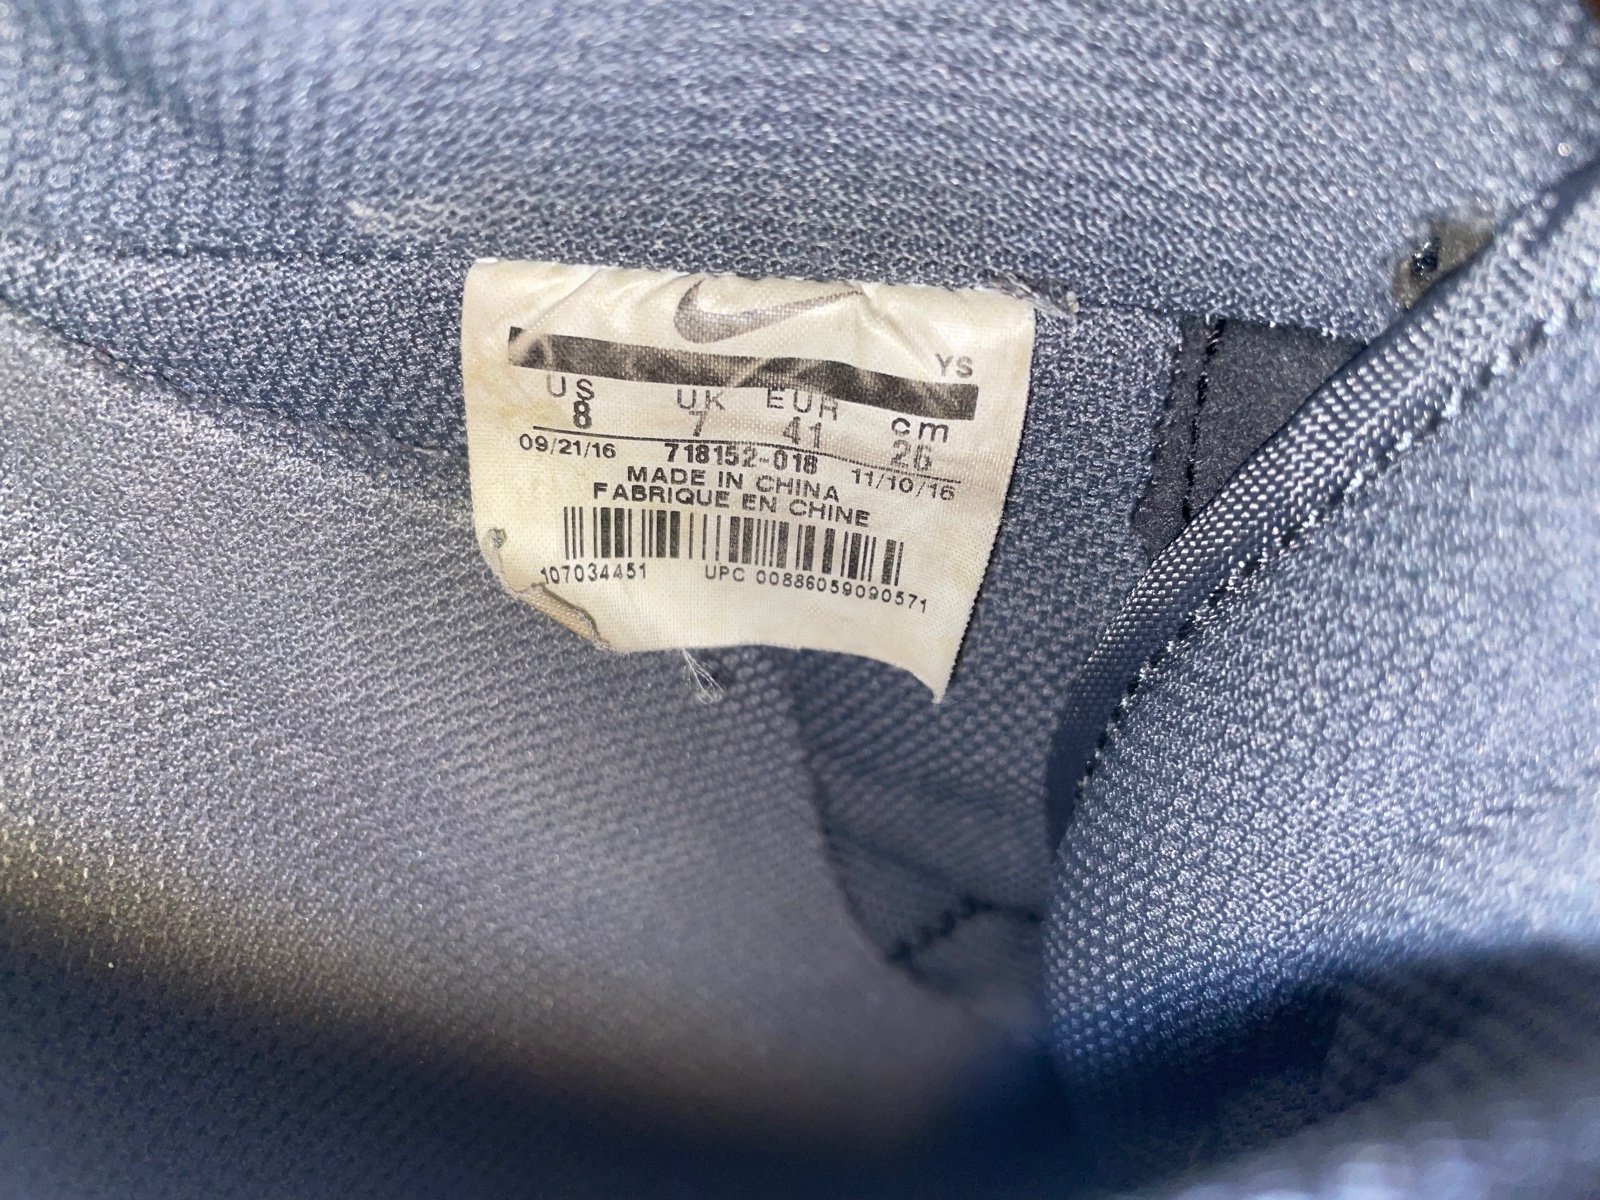 YS
US UK EUR cm
8 7 41 26
09/21/16 718152-018 11/10/16
MADE IN CHINA
FABRIQUE EN CHINE
107034451 UPC 00886059090571